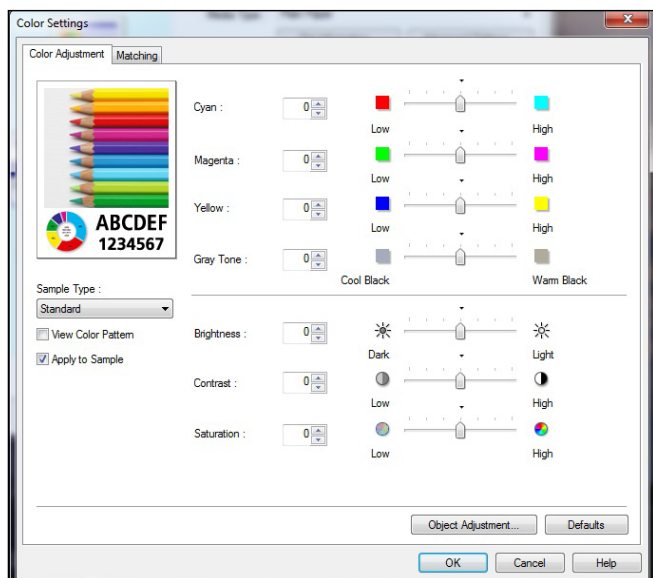 Color Settings
Color Adjustment Matching
ABCDEF
1234567
Cyan : 0
Low High
Magenta : 0
Low High
Yellow : 0
Low High
Gray Tone : 0
Cool Black Warm Black
Sample Type :
Standard
View Color Pattern
Apply to Sample
Brightness : 0
Dark Light
Contrast : 0
Low High
Saturation : 0
Low High
Object Adjustment... Defaults
OK Cancel Help